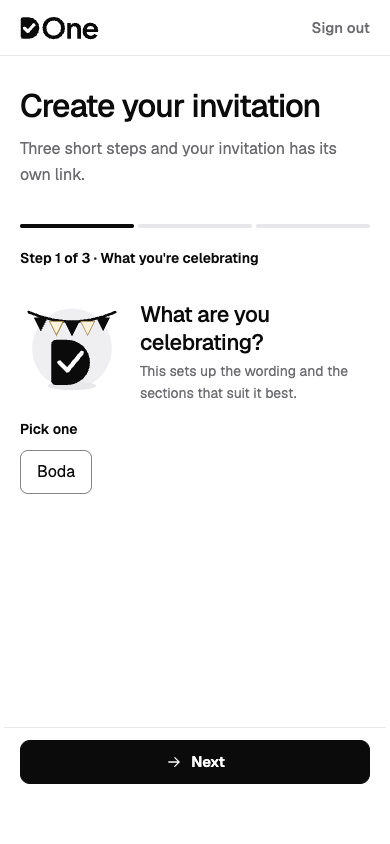 DOne
Sign out
Create your invitation
Three short steps and your invitation has its
own link.
Step 1 of 3 · What you're celebrating
What are you
celebrating?
This sets up the wording and the
sections that suit it best.
Pick one
Boda
→ Next